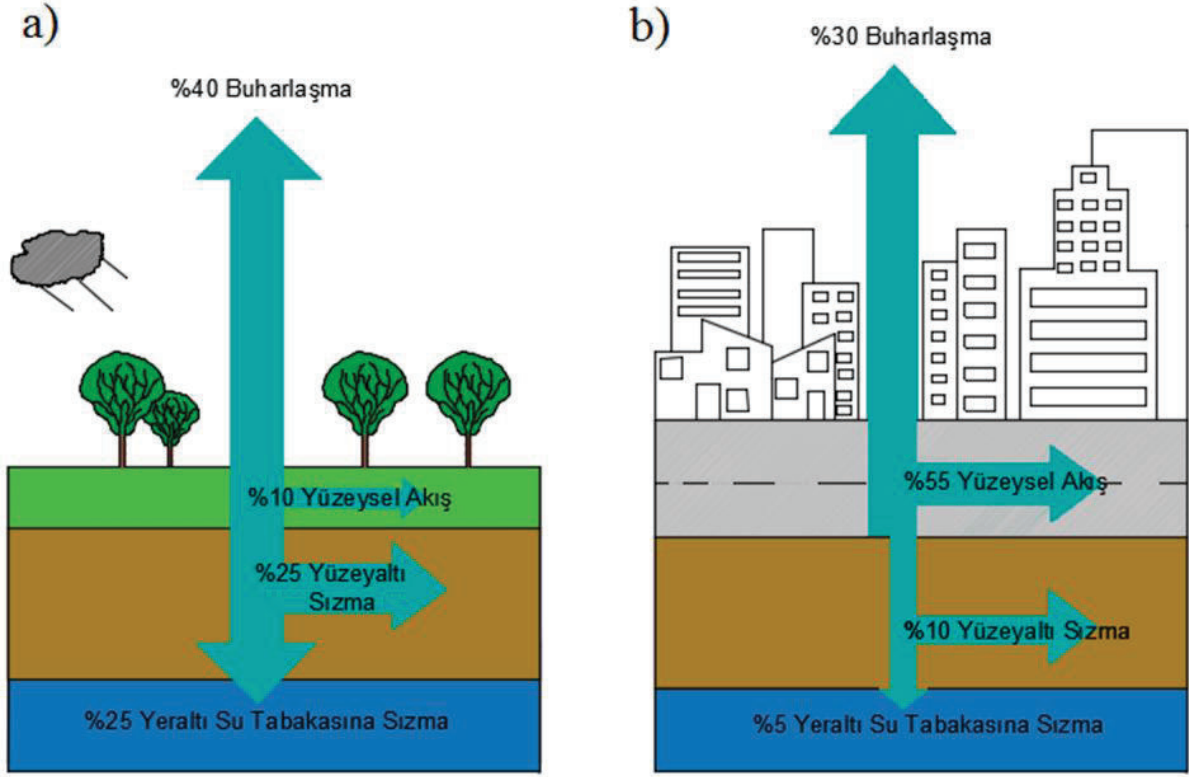 a)
%40 Buharlaşma
%10 Yüzeysel Akış
%25 Yüzeyaltı
Sızma
%25 Yeraltı Su Tabakasına Sızma
b)
%30 Buharlaşma
%55 Yüzeysel Akış
%10 Yüzeyaltı Sızma
%5 Yeraltı Su Tabakasına Sızma